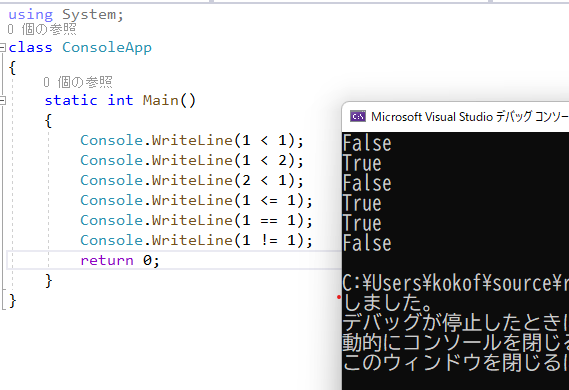 using System;
0 個の参照
class ConsoleApp
{
0 個の参照
static int Main()
{
Console.WriteLine(1 < 1);
Console.WriteLine(1 < 2);
Console.WriteLine(2 < 1);
Console.WriteLine(1 <= 1);
Console.WriteLine(1 == 1);
Console.WriteLine(1 != 1);
return 0;
}
}
Microsoft Visual Studio デバッグ コンソー
False
True
False
True
True
False
C:¥Users¥kokof¥source¥r
しました。
デバッグが停止したときに
動的にコンソールを閉じる
このウィンドウを閉じるに